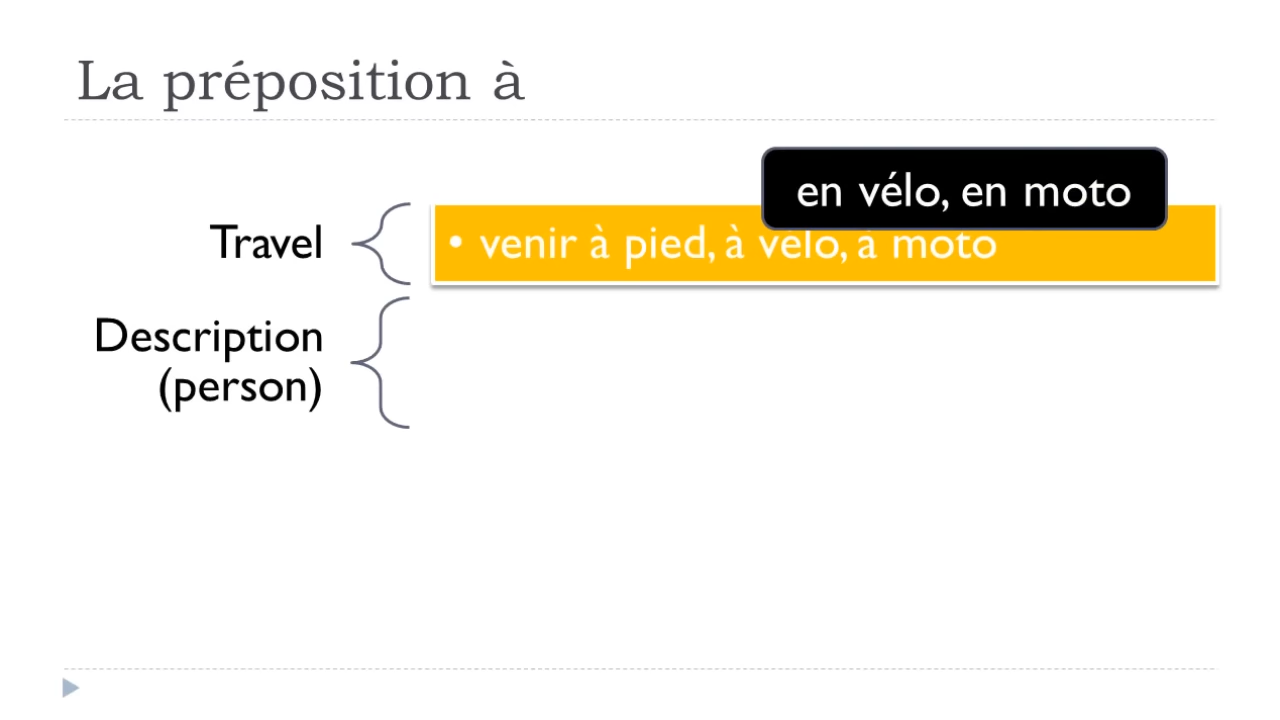 La préposition à
en vélo, en moto
Travel
• venir à pied, à vélo, à moto
Description
(person)